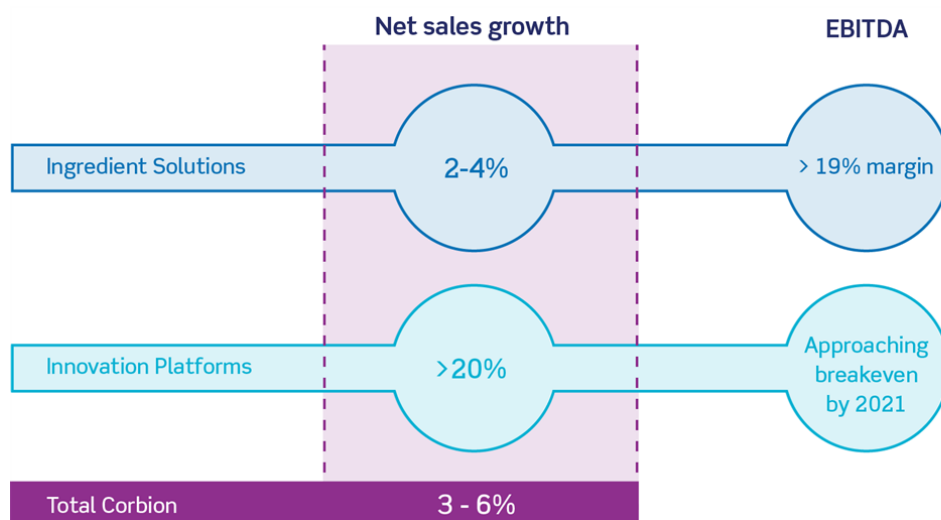 Net sales growth
EBITDA
Ingredient Solutions
2-4%
> 19% margin
Innovation Platforms
>20%
Approaching
breakeven
by 2021
Total Corbion
3 - 6%